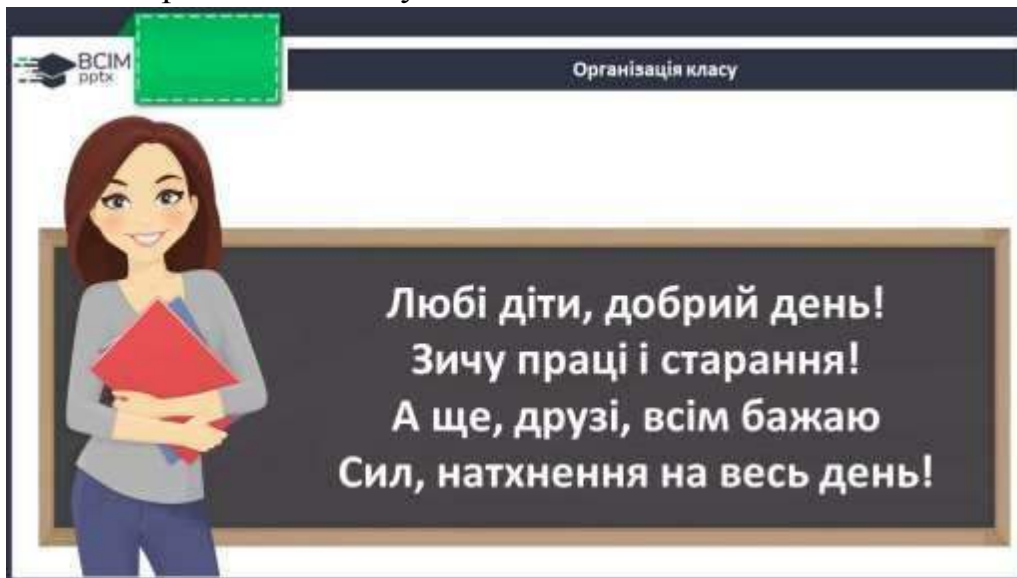 ВСІМ
pptx
Організація класу
Любі діти, добрий день!
Зичу праці і старання!
А ще, друзі, всім бажаю
Сил, натхнення на весь день!